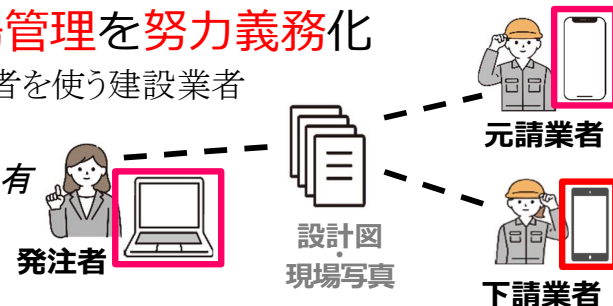 管理を努力義務化
者を使う建設業者
元請業者
有
発注者
設計図
・
現場写真
下請業者